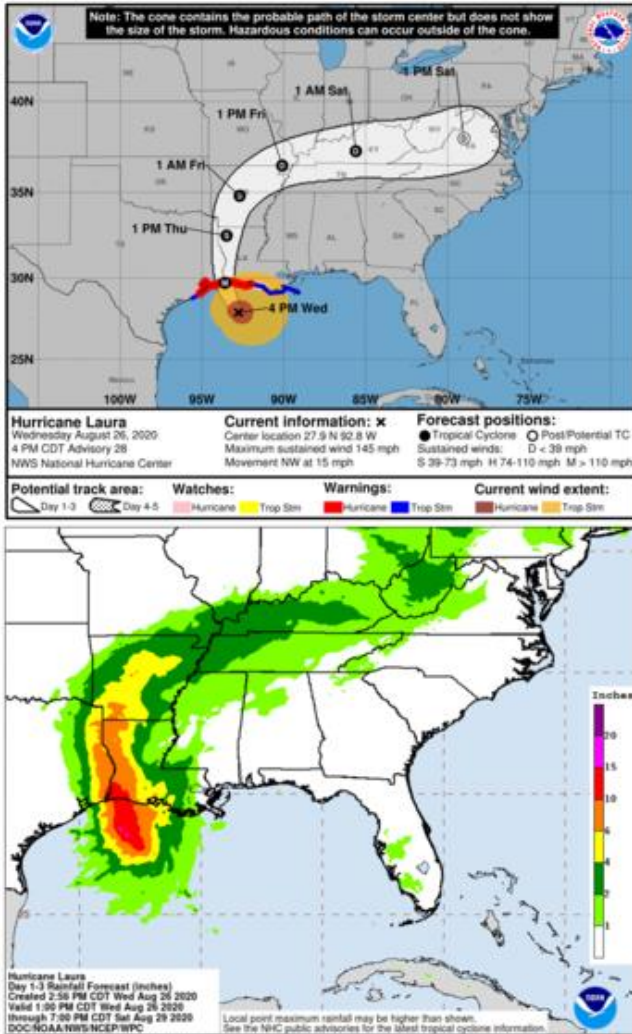 Note: The cone contains the probable path of the storm center but does not show
the size of the storm. Hazardous conditions can occur outside of the cone.
1 PM Sat
1 AM Sat
40N
1 PM Fri
1 AM Fri
35N
1 PM Thu
30N
4 PM Wed
25N
100W 95W 90W 85W 80W 75W
Hurricane Laura
Wednesday August 26, 2020
4 PM CDT Advisory 28
NWS National Hurricane Center
Current information: ×
Center location 27.9 N 92.8 W
Maximum sustained wind 145 mph
Movement NW at 15 mph
Forecast positions:
Tropical Cyclone Post/Potential TC
Sustained winds: D < 39 mph
S 39-73 mph H 74-110 mph M > 110 mph
Potential track area:
Day 1-3 Day 4-5
Watches:
Hurricane Trop Stm
Warnings:
Hurricane Trop Stm
Current wind extent:
Hurricane Trop Stm
Inches
20
15
10
6
4
2
1
Hurricane Laura
Day 1-3 Rainfall Forecast (inches)
Created 2:56 PM CDT Wed Aug 26 2020
Valid 1:00 PM CDT Wed Aug 26 2020
through 7:00 PM CDT Sat Aug 29 2020
DOC/NOAA/NWS/NCEP/WPC
Local point maximum rainfall may be higher than shown.
See the NHC public advisories for the latest tropical cyclone information.